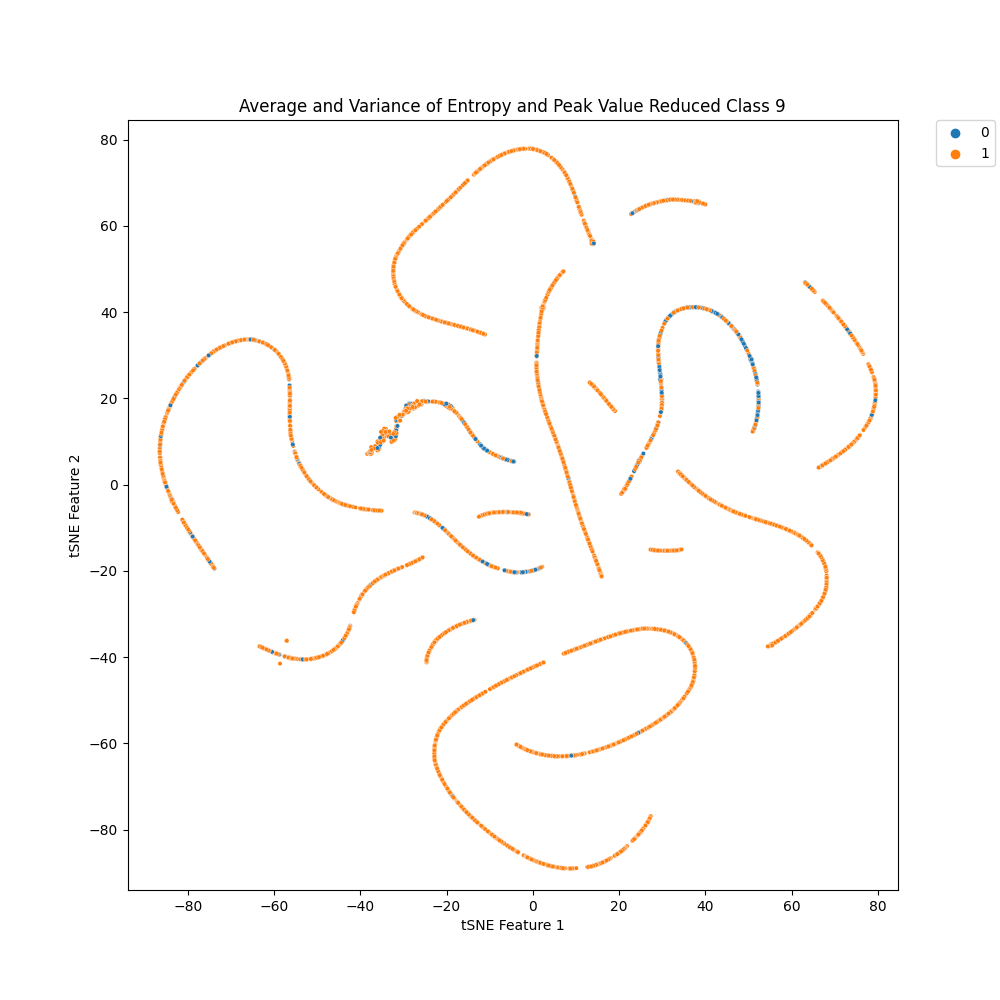 Average and Variance of Entropy and Peak Value Reduced Class 9
0
1
80
60
40
20
0
−20
−40
−60
−80
tSNE Feature 2
−80 −60 −40 −20 0 20 40 60 80
tSNE Feature 1